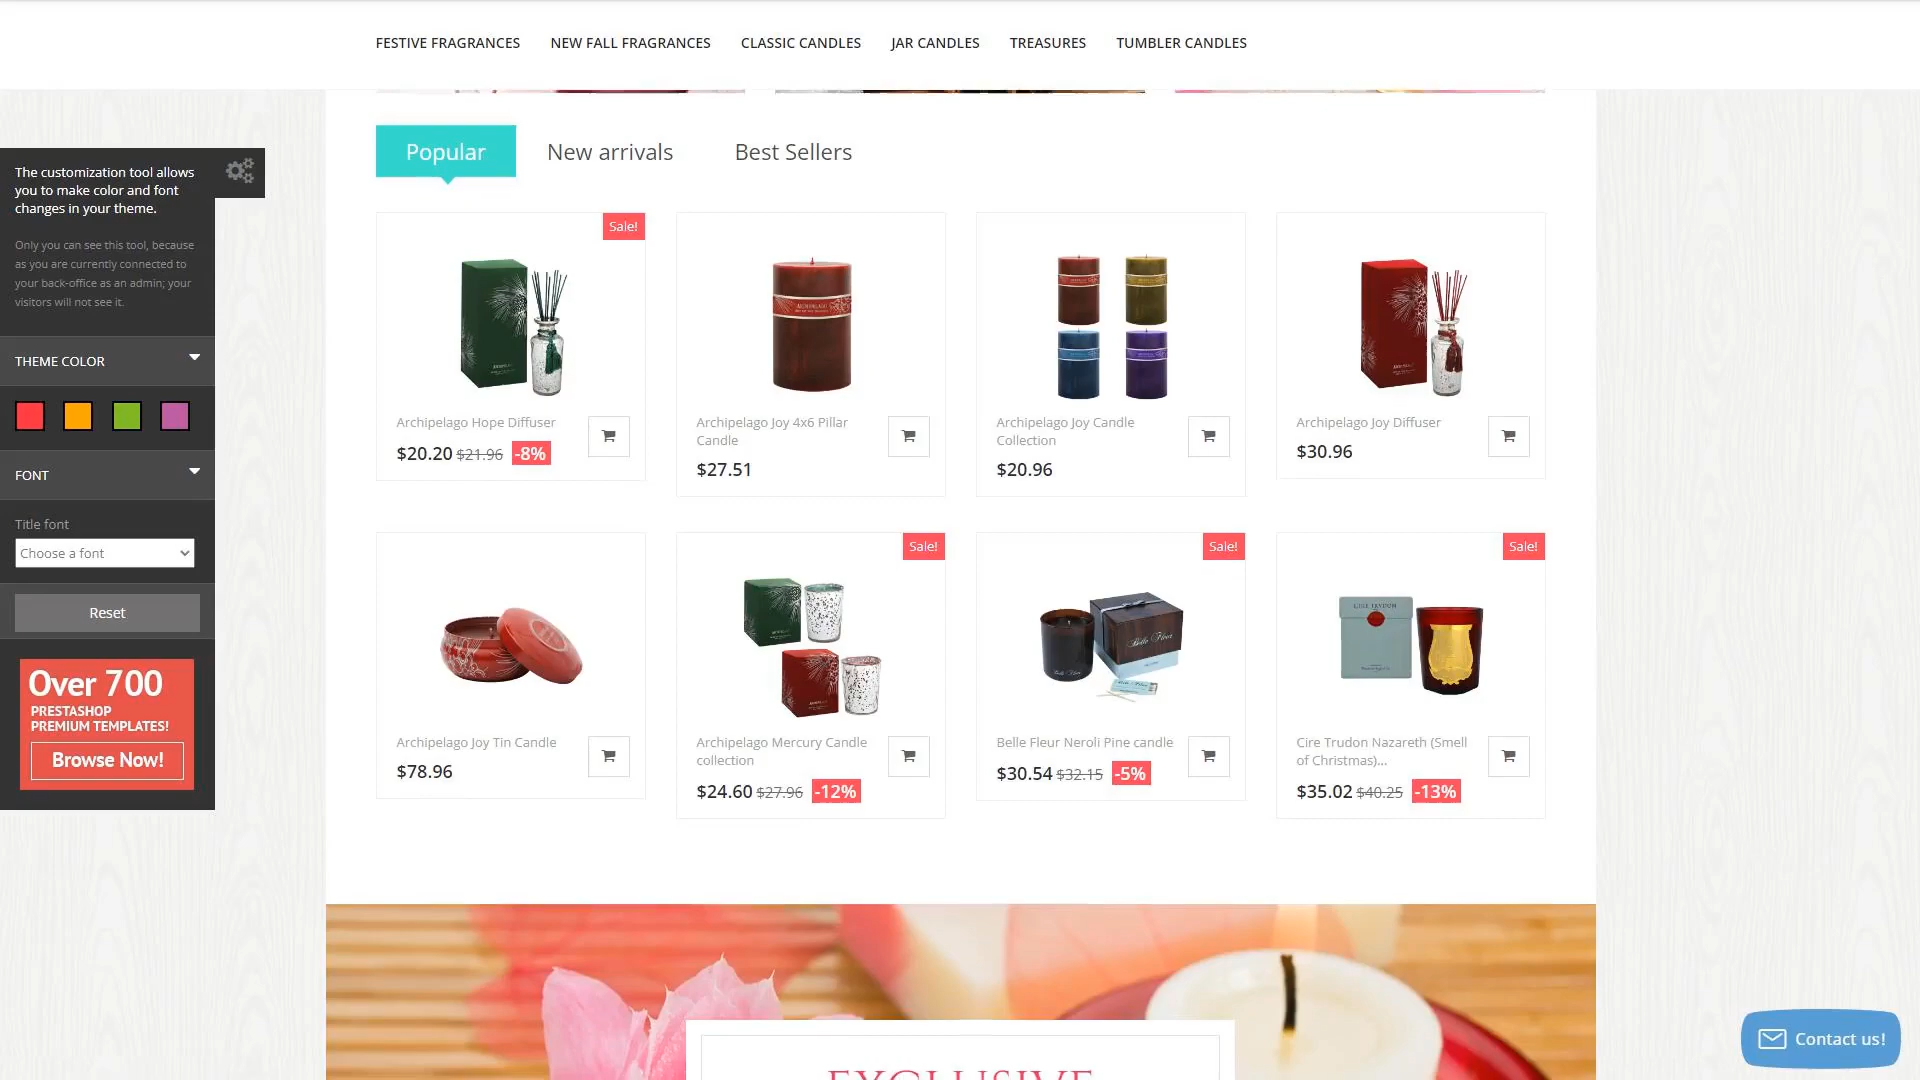 FESTIVE FRAGRANCES
NEW FALL FRAGRANCES
CLASSIC CANDLES
JAR CANDLES
TREASURES
TUMBLER CANDLES
The customization tool allows
you to make color and font
changes in your theme.
Only you can see this tool, because
as you are currently connected to
your back-office as an admin; your
visitors will not see it.
THEME COLOR
FONT
Title font
Choose a font
Reset
Over 700
PRESTASHOP
PREMIUM TEMPLATES!
Browse Now!
Popular
New arrivals
Best Sellers
Sale!
Archipelago Hope Diffuser
$20.20 $21.96 -8%
Archipelago Joy 4x6 Pillar
Candle
$27.51
Archipelago Joy Candle
Collection
$20.96
Archipelago Joy Diffuser
$30.96
Archipelago Joy Tin Candle
$78.96
Sale!
Archipelago Mercury Candle
collection
$24.60 $27.96 -12%
Sale!
Belle Fleur
Belle Fleur Neroli Pine candle
$30.54 $32.15 -5%
Sale!
CIRE TRUDON
Cire Trudon Nazareth (Smell
of Christmas)...
$35.02 $40.25 -13%
EXCLUSIVE
Contact us!